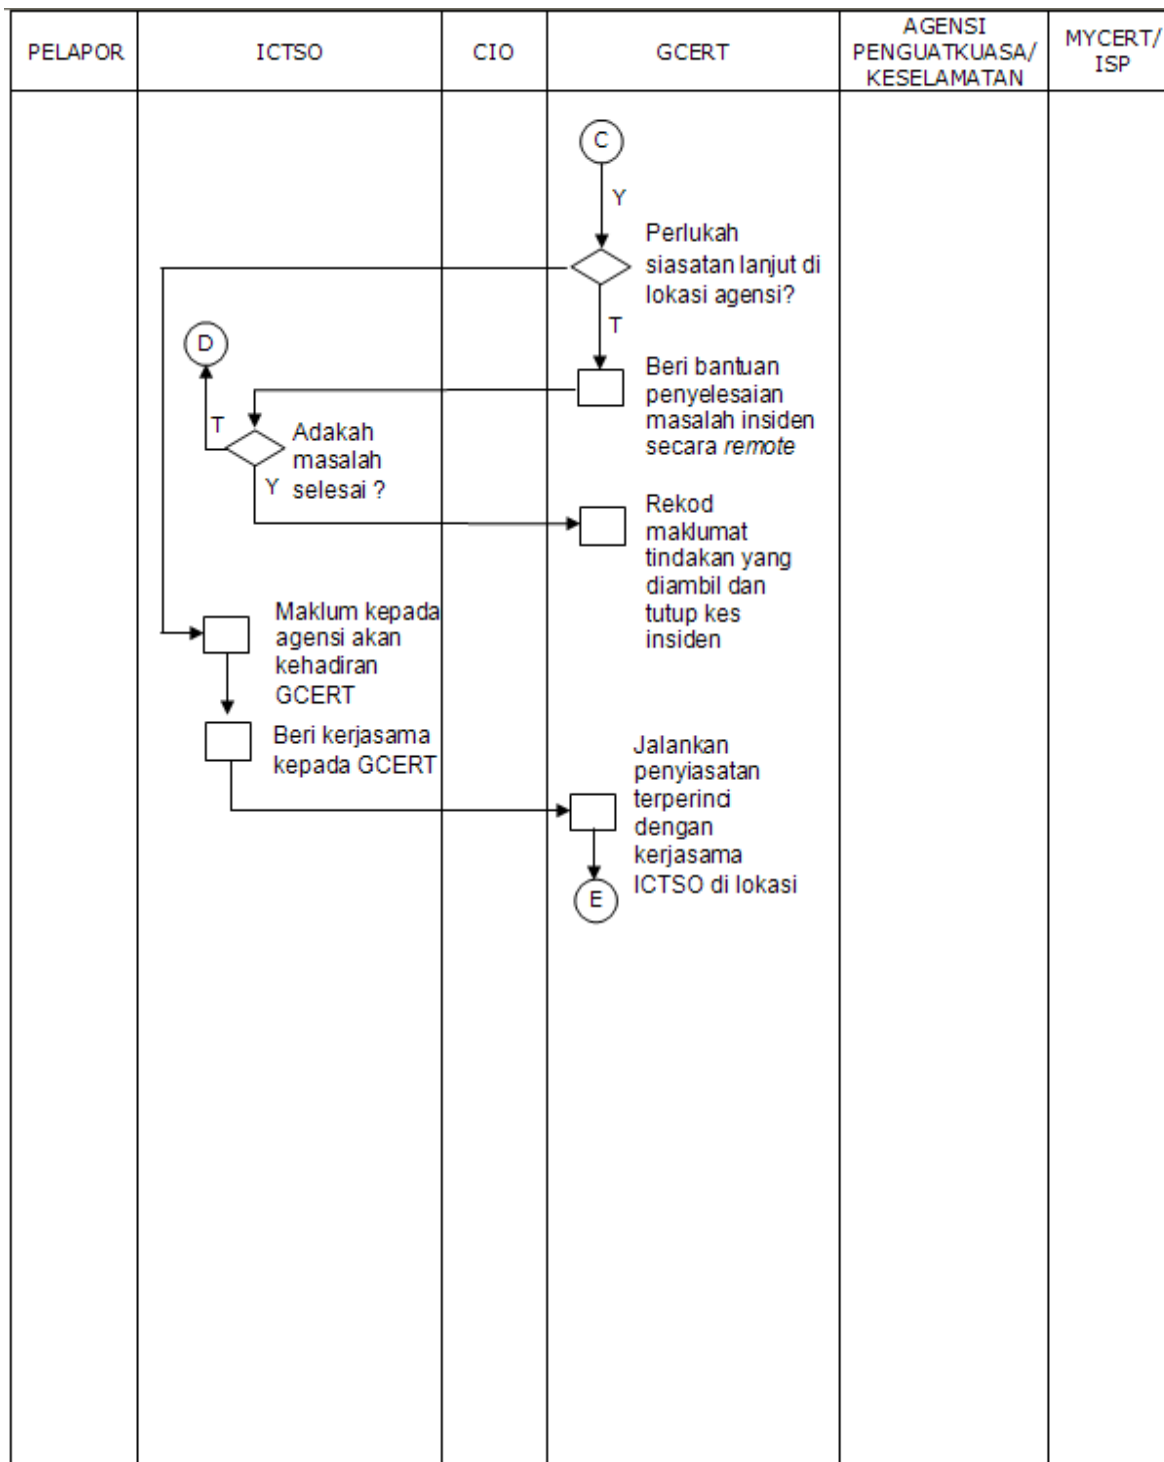 PELAPOR
ICTSO
CIO
GCERT
AGENSI
PENGUATKUASA/
KESELAMATAN
MYCERT/
ISP
C
Y
Perlukah
siasatan lanjut di
lokasi agensi?
T
D
Beri bantuan
penyelesaian
masalah insiden
secara remote
T
Adakah
masalah
selesai ?
Y
Rekod
maklumat
tindakan yang
diambil dan
tutup kes
insiden
Maklum kepada
agensi akan
kehadiran
GCERT
Beri kerjasama
kepada GCERT
Jalankan
penyiasatan
terperinci
dengan
kerjasama
ICTSO di lokasi
E